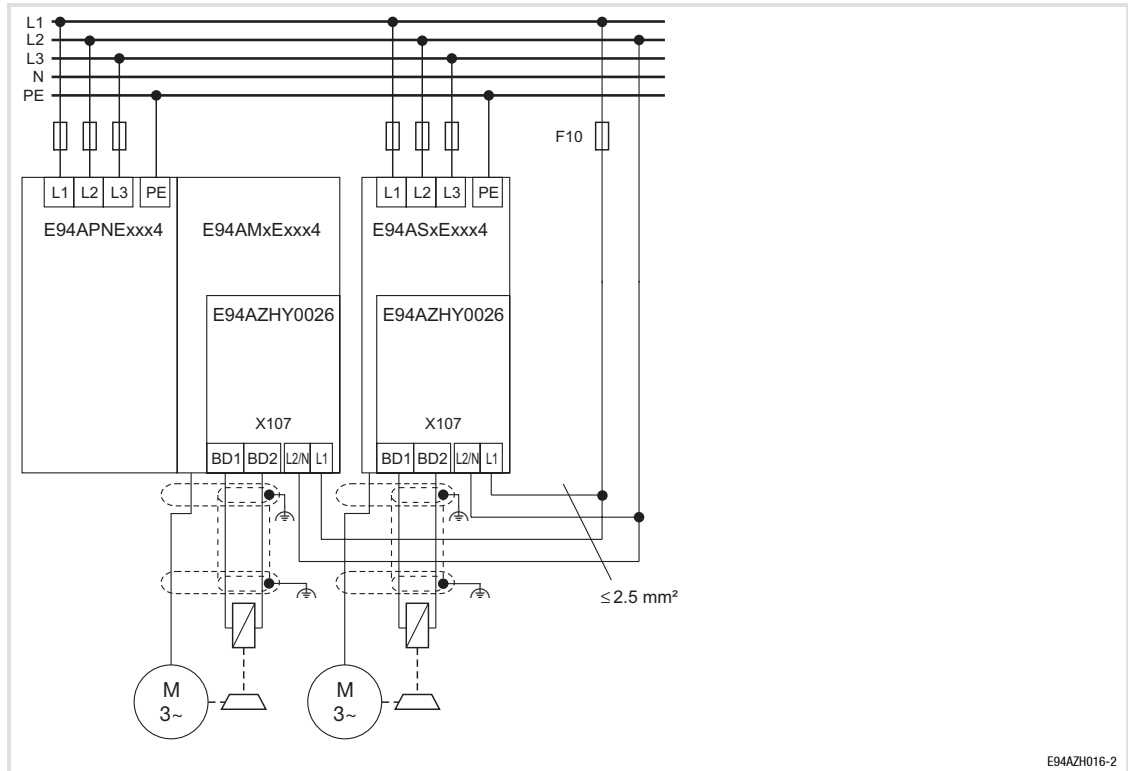 L1
L2
L3
N
PE
F10
L1 L2 L3 PE
L1 L2 L3 PE
E94APNExxx4
E94AMxExxx4
E94ASxExxx4
E94AZHY0026
E94AZHY0026
X107
X107
BD1 BD2 L2/N L1
BD1 BD2 L2/N L1
≤ 2.5 mm²
M
3~
M
3~
E94AZH016-2